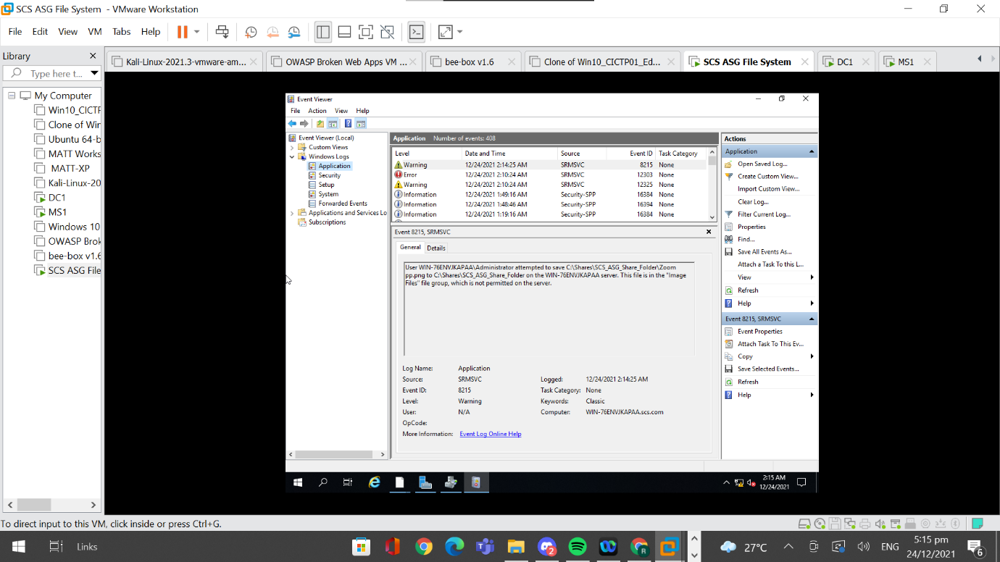 SCS ASG File System - VMware Workstation
File Edit View VM Tabs Help
Library
Type here t...
My Computer
Win10_CICTF
Clone of Wir
Ubuntu 64-b
MATT Works
MATT-XP
Kali-Linux-20
DC1
MS1
Windows 10
OWASP Brok
bee-box v1.6
SCS ASG File
Kali-Linux-2021.3-vmware-am...
OWASP Broken Web Apps VM ...
bee-box v1.6
Clone of Win10_CICTP01_Ed...
SCS ASG File System
DC1
MS1
Event Viewer
File Action View Help
Event Viewer (Local)
Custom Views
Windows Logs
Application
Security
Setup
System
Forwarded Events
Applications and Services Lo
Subscriptions
Application Number of events: 408
Level Date and Time Source Event ID Task Category
Warning 12/24/2021 2:14:25 AM SRMSVC 8215 None
Error 12/24/2021 2:10:24 AM SRMSVC 12303 None
Warning 12/24/2021 2:10:24 AM SRMSVC 12325 None
Information 12/24/2021 1:49:16 AM Security-SPP 16384 None
Information 12/24/2021 1:48:46 AM Security-SPP 16394 None
Information 12/24/2021 1:19:16 AM Security-SPP 16384 None
Event 8215, SRMSVC
General Details
User WIN-76ENVJKAPAA\Administrator attempted to save C:\Shares\SCS_ASG_Share_Folder\Zoom
pp.png to C:\Shares\SCS_ASG_Share_Folder on the WIN-76ENVJKAPAA server. This file is in the "Image
Files" file group, which is not permitted on the server.
Log Name: Application
Source: SRMSVC Logged: 12/24/2021 2:14:25 AM
Event ID: 8215 Task Category: None
Level: Warning Keywords: Classic
User: N/A Computer: WIN-76ENVJKAPAA.scs.com
OpCode:
More Information: Event Log Online Help
Actions
Application
Open Saved Log...
Create Custom View...
Import Custom View...
Clear Log...
Filter Current Log...
Properties
Find...
Save All Events As...
Attach a Task To this L...
View
Refresh
Help
Event 8215, SRMSVC
Event Properties
Attach Task To This Ev...
Copy
Save Selected Events...
Refresh
Help
2:15 AM
12/24/2021
To direct input to this VM, click inside or press Ctrl+G.
Links
2
R
27°C
ENG
5:15 pm
24/12/2021
6